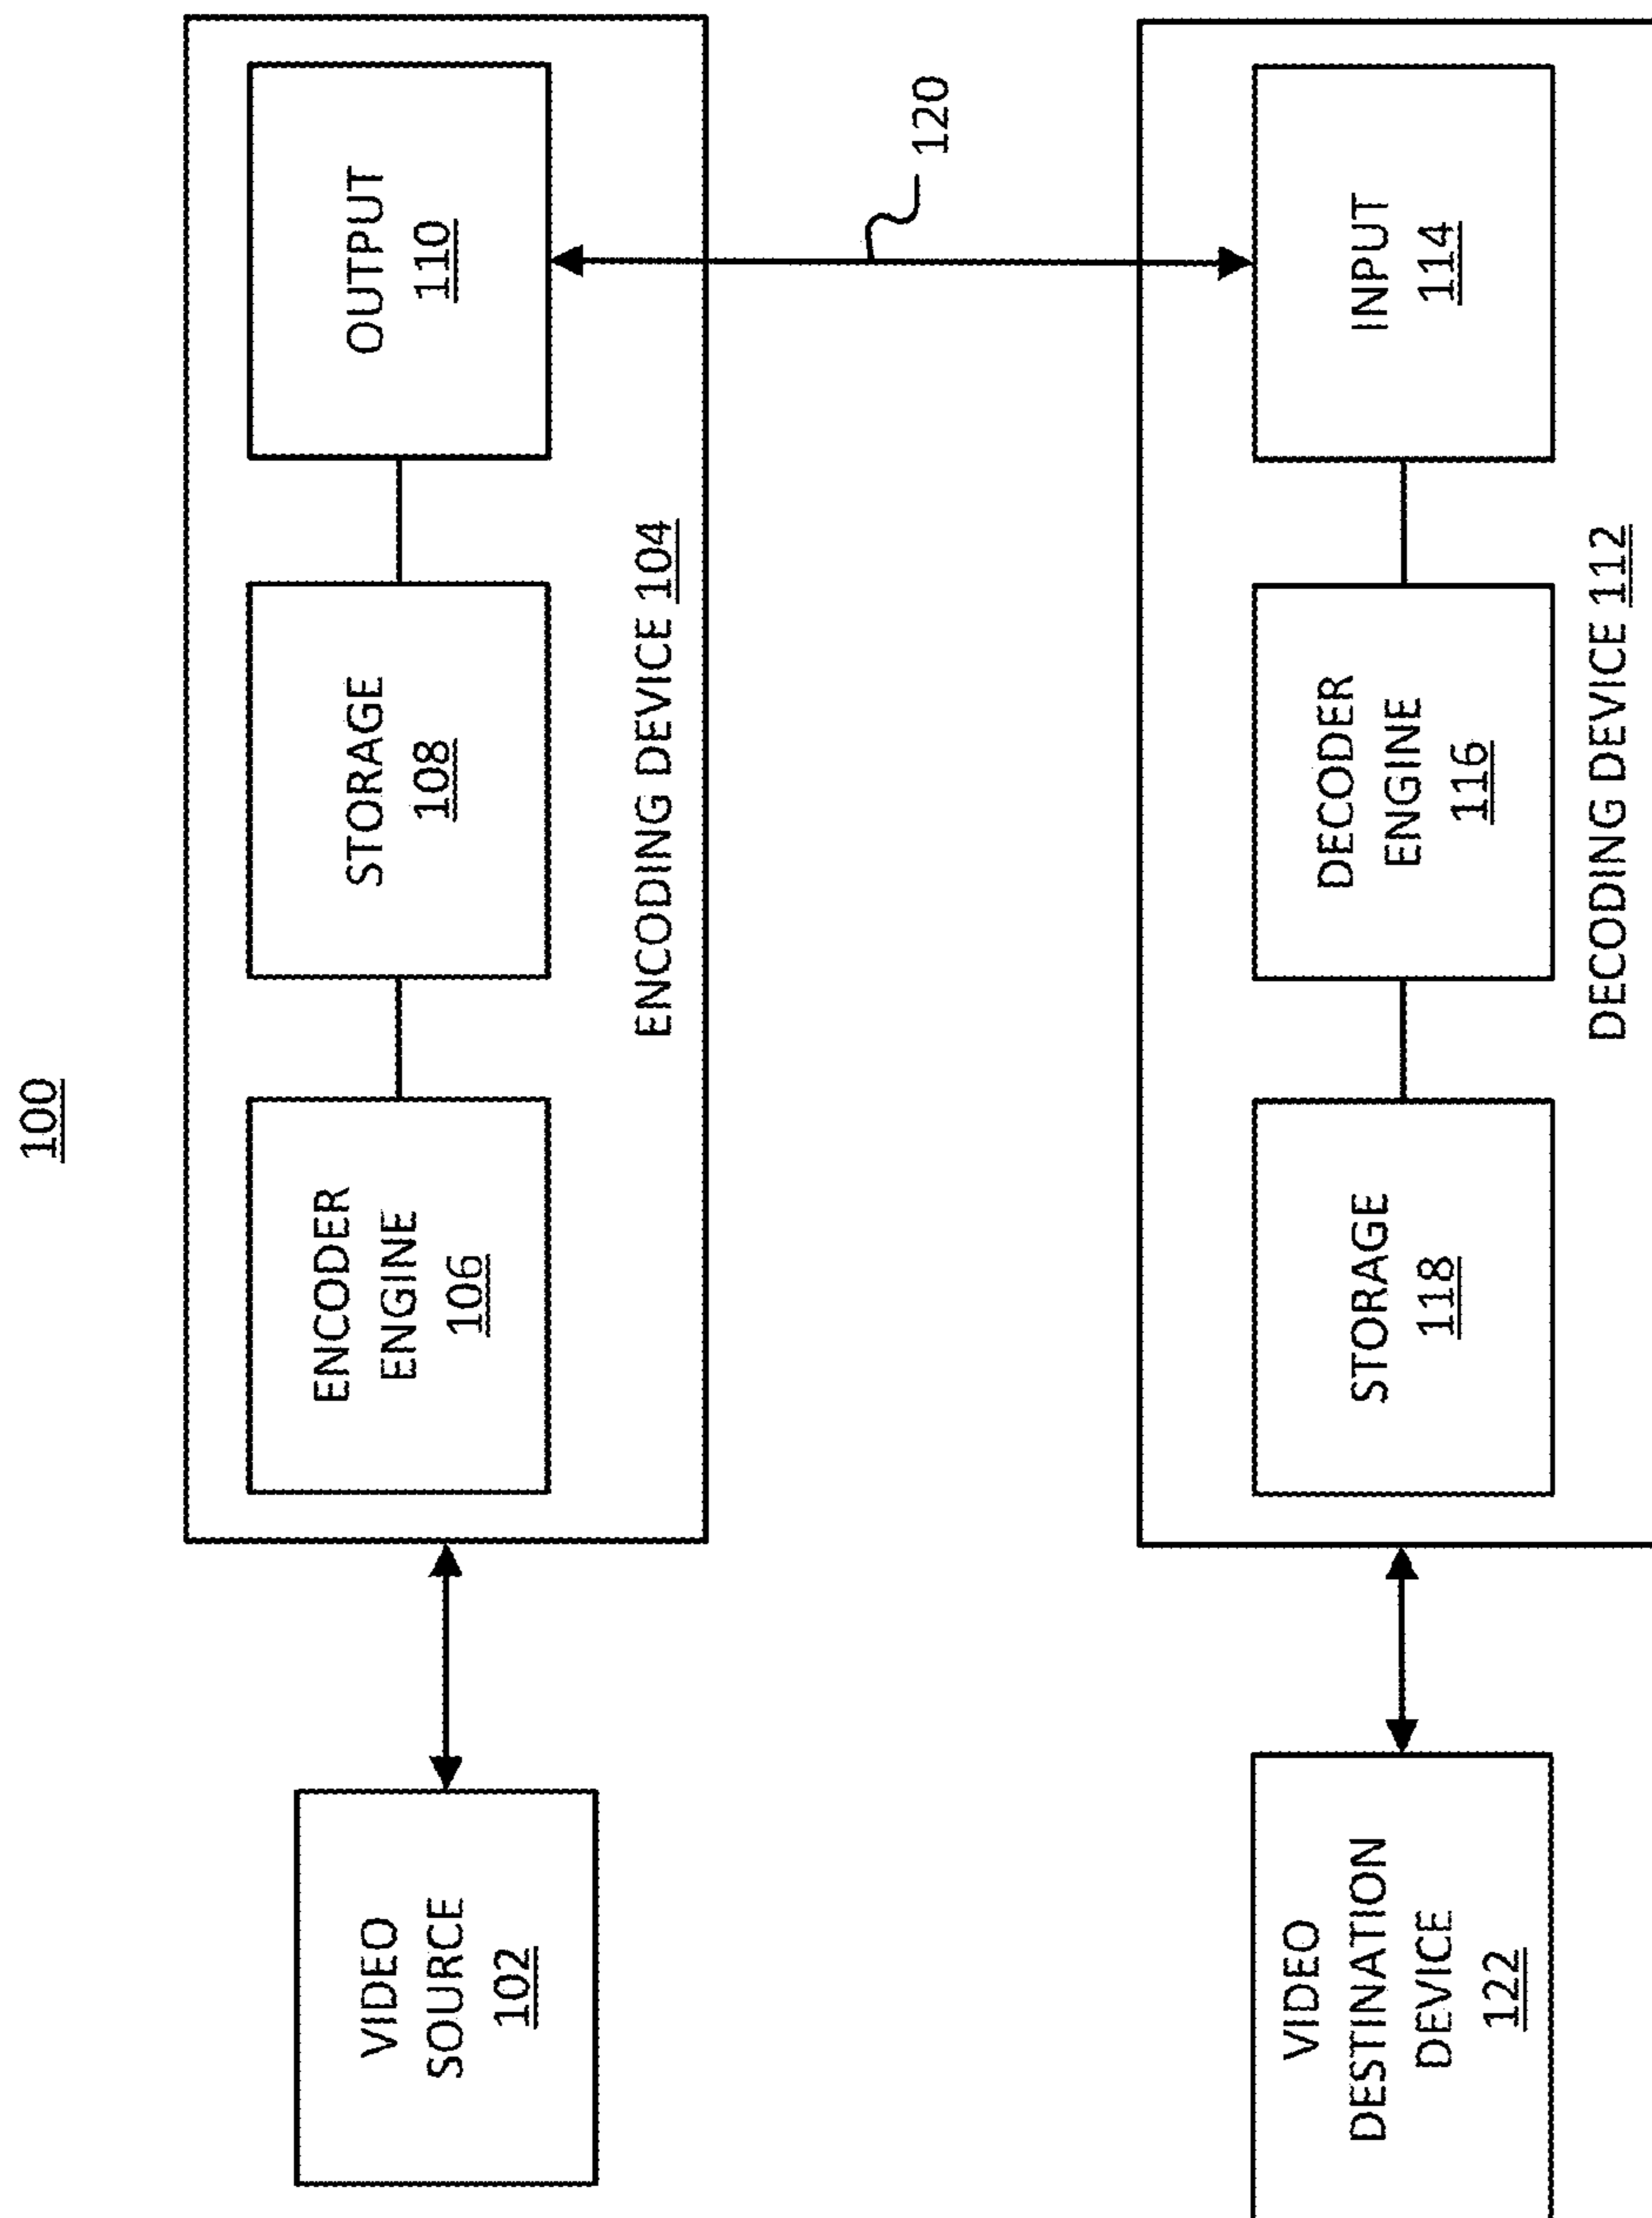 100
VIDEO
SOURCE
102
ENCODER
ENGINE
106
STORAGE
108
OUTPUT
110
ENCODING DEVICE 104
120
VIDEO
DESTINATION
DEVICE
122
STORAGE
118
DECODER
ENGINE
116
INPUT
114
DECODING DEVICE 112